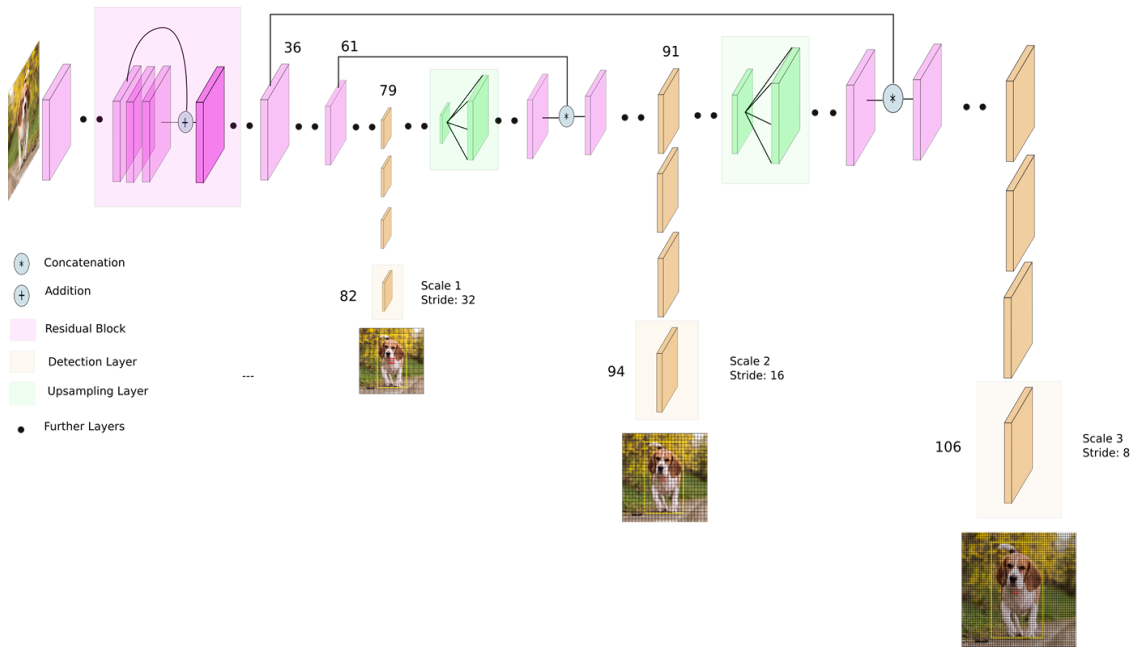 36
61
91
79
Concatenation
Addition
82
Scale 1
Stride: 32
Residual Block
Detection Layer
---
Upsampling Layer
94
Scale 2
Stride: 16
Further Layers
106
Scale 3
Stride: 8